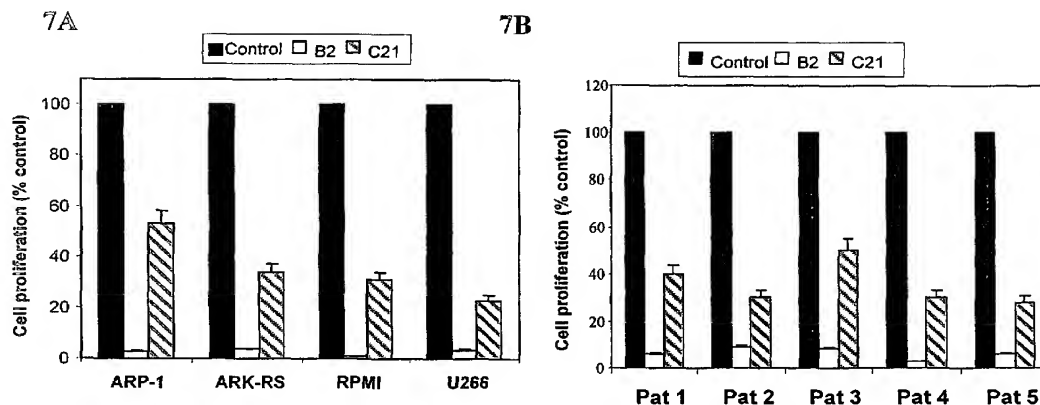 7A
Control B2 C21
Cell proliferation (% control)
100
80
60
40
20
0
ARP-1 ARK-RS RPMI U266
7B
Control B2 C21
Cell proliferation (% control)
120
100
80
60
40
20
0
Pat 1 Pat 2 Pat 3 Pat 4 Pat 5